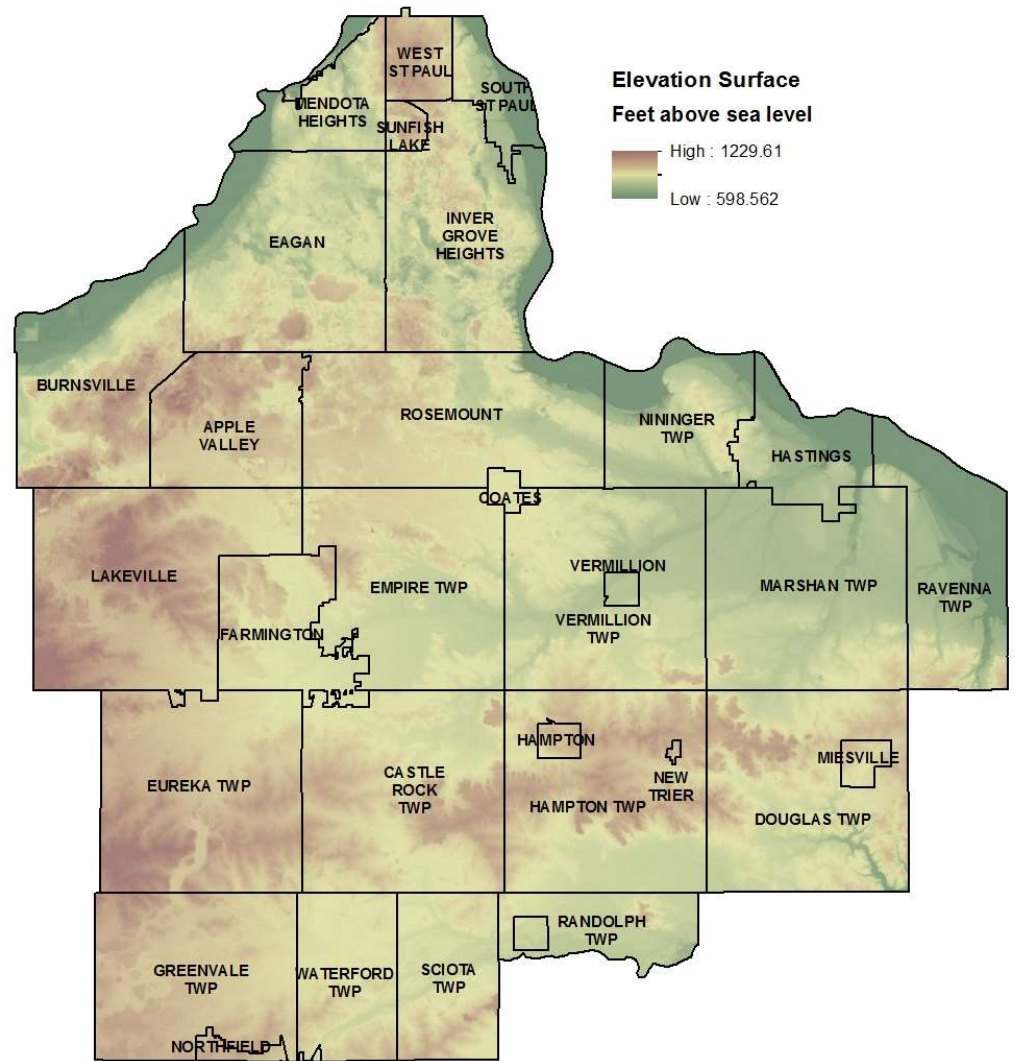 WEST
ST PAUL
Elevation Surface
Feet above sea level
High : 1229.61
Low : 598.562
SOUTH
ST PAUL
MENDOTA
HEIGHTS
SUNFISH
LAKE
INVER
GROVE
HEIGHTS
EAGAN
BURNSVILLE
APPLE
VALLEY
ROSEMOUNT
NININGER
TWP
HASTINGS
COATES
LAKEVILLE
FARMINGTON
EMPIRE TWP
VERMILLION
VERMILLION
TWP
MARSHAN TWP
RAVENNA
TWP
EUREKA TWP
CASTLE
ROCK
TWP
HAMPTON
NEW
TRIER
HAMPTON TWP
MIESVILLE
DOUGLAS TWP
RANDOLPH
TWP
GREENVALE
TWP
WATERFORD
TWP
SCIOTA
TWP
NORTHFIELD